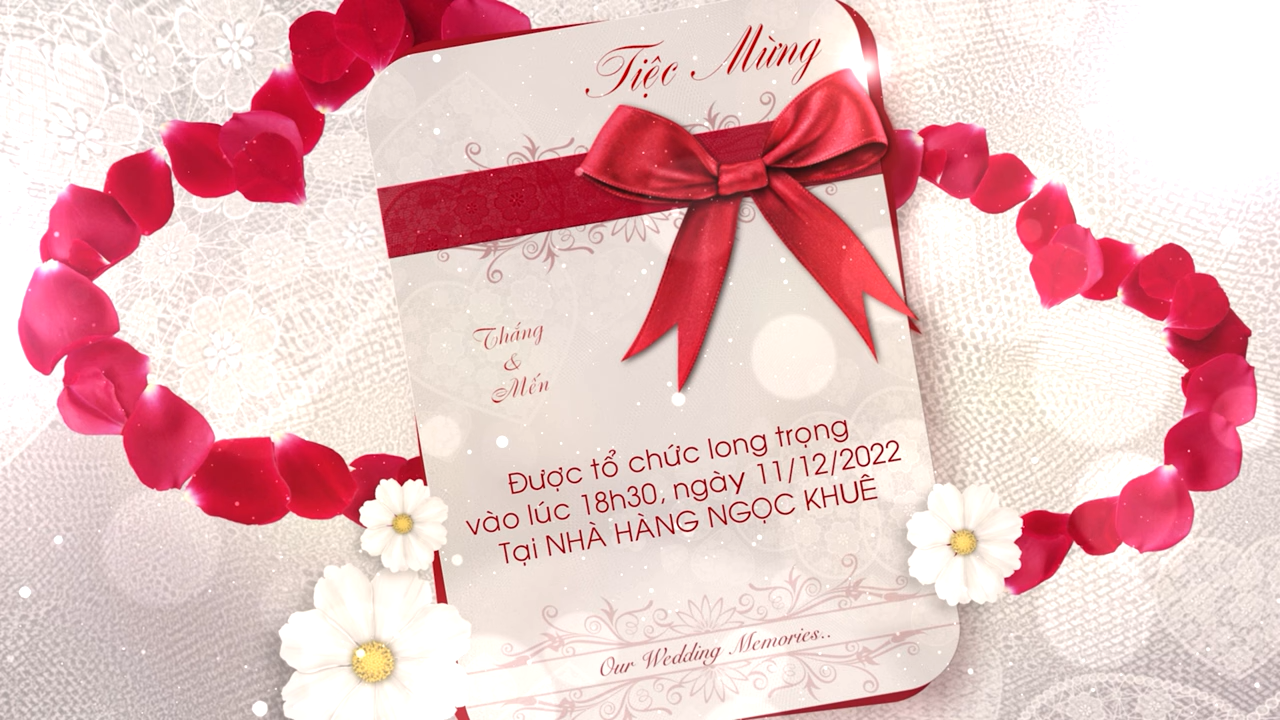 Tiệc Mừng
Thắng
&
Mến
Được tổ chức long trọng
vào lúc 18h30, ngày 11/12/2022
Tại NHÀ HÀNG NGỌC KHUÊ
Our Wedding Memories..